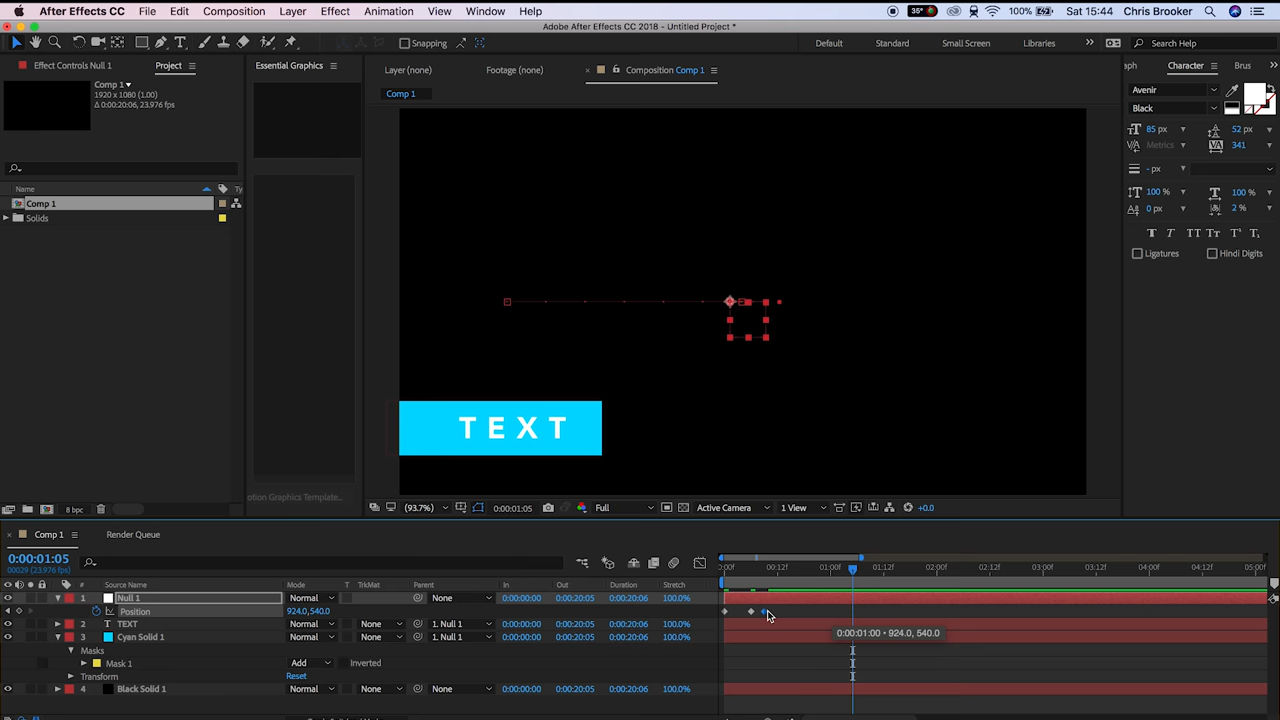 After Effects CC File Edit Composition Layer Effect Animation View Window Help 35° 100% Sat 15:44 Chris Brooker
Adobe After Effects CC 2018 - Untitled Project *
Snapping Default Standard Small Screen Libraries Search Help
Effect Controls Null 1 Project Essential Graphics Layer (none) Footage (none) Composition Comp 1 Character Brus
Comp 1
1920 x 1080 (1.00)
Δ 0:00:20:06, 23.976 fps
Comp 1
Avenir
Black
85 px 52 px
Metrics 341
- px
100 % 100 %
0 px 2 %
T T TT TT T¹ T₁
Ligatures Hindi Digits
Name Ty
Comp 1
Solids
TEXT
8 bpc
(93.7%) 0:00:01:05 Full Active Camera 1 View +0.0
Comp 1 Render Queue
0:00:01:05
00029 (23.976 fps)
:00f 00:12f 01:00f 01:12f 02:00f 02:12f 03:00f 03:12f 04:00f 04:12f 05:00f
# Source Name Mode T TrkMat Parent In Out Duration Stretch
1 Null 1 Normal None 0:00:00:00 0:00:20:05 0:00:20:06 100.0%
Position 924.0,540.0
2 TEXT Normal None 1. Null 1 0:00:00:00 0:00:20:05 0:00:20:06 100.0%
0:00:01:00 • 924.0, 540.0
3 Cyan Solid 1 Normal None 1. Null 1 0:00:00:00 0:00:20:05 0:00:20:06 100.0%
Masks
Mask 1 Add Inverted
Transform Reset
4 Black Solid 1 Normal None None 0:00:00:00 0:00:20:05 0:00:20:06 100.0%